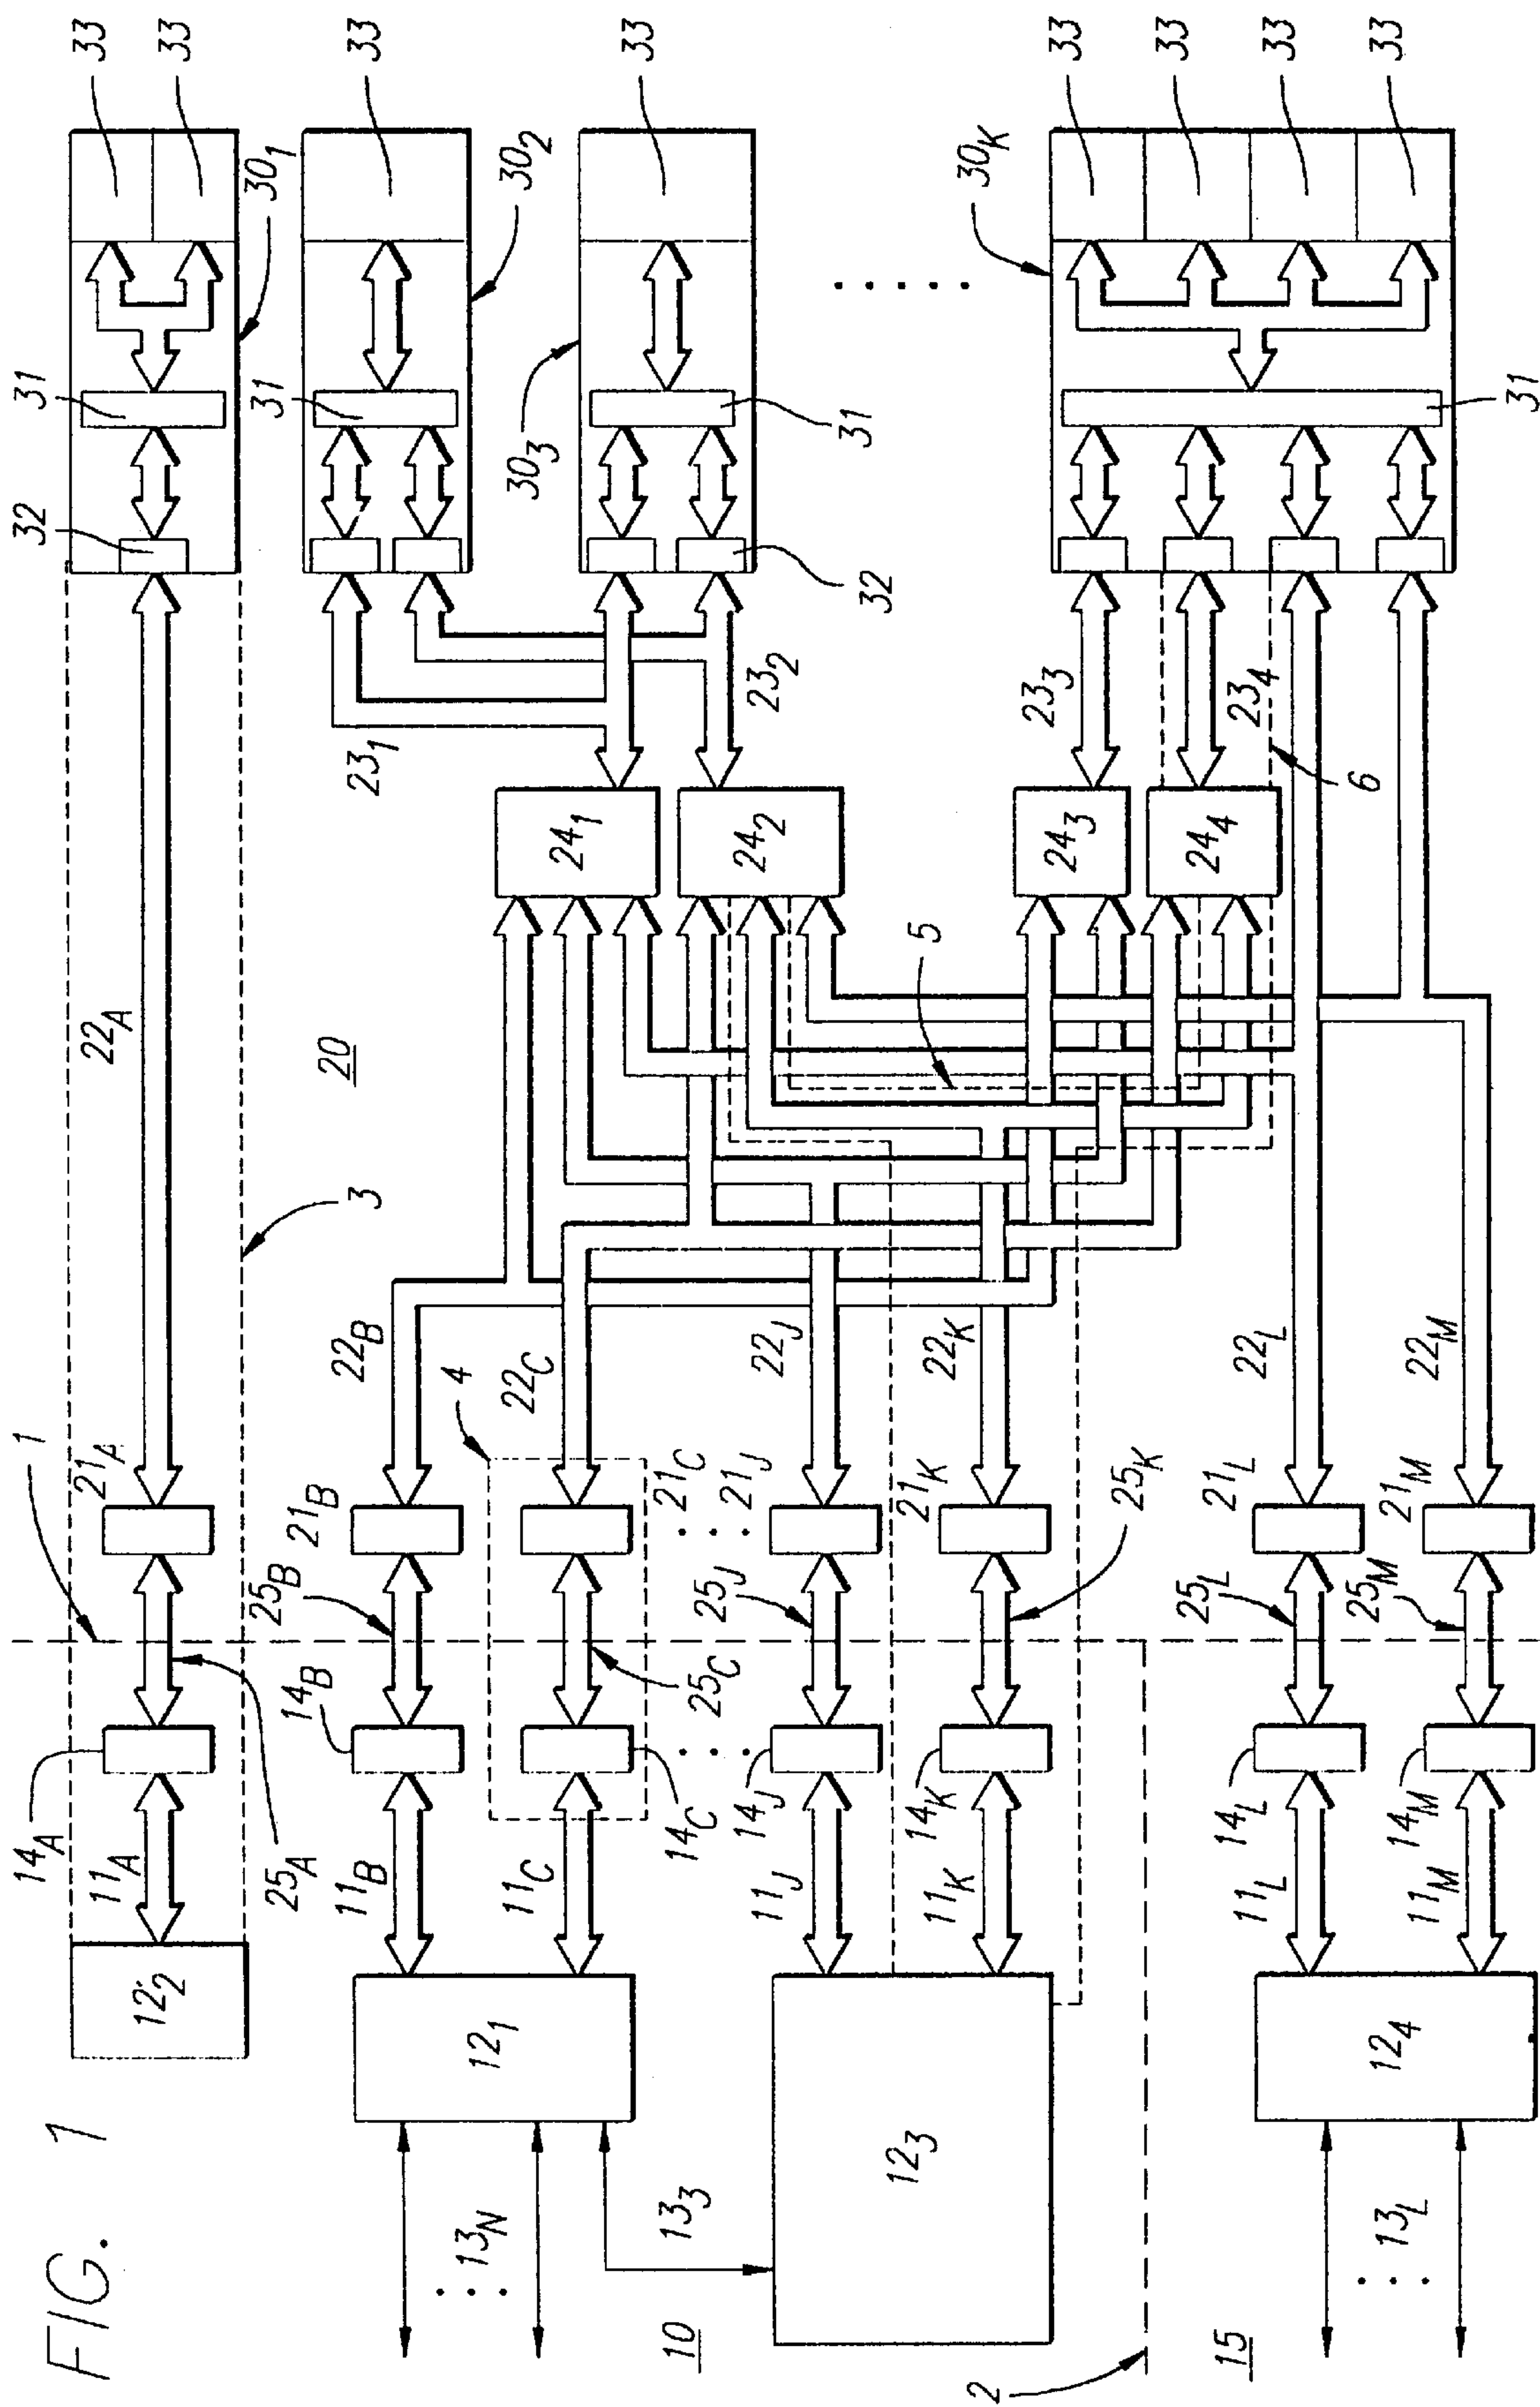 FIG. 1
33
33
33
33
33
33
33
33
30₁
30₂
30₃
30K
31
31
31
31
32
32
23₁
23₂
23₃
23₄
6
24₁
24₂
24₃
24₄
5
22A
20
3
22B
22C
22J
22K
22L
22M
4
1
21A
21B
21C
21J
21K
21L
21M
25A
25B
25C
25J
25K
25L
25M
14A
14B
14C
14J
14K
14L
14M
11A
11B
11C
11J
11K
11L
11M
12₂
12₁
12₃
12₄
13N
13₃
13L
10
2
15